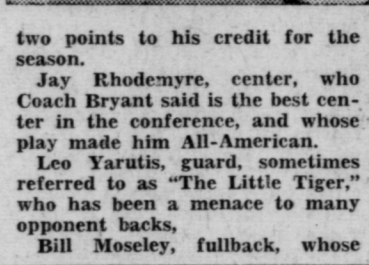 two points to his credit for the
season.
Jay Rhodemyre, center, who
Coach Bryant said is the best cen-
ter in the conference, and whose
play made him All-American.
Leo Yarutis, guard, sometimes
referred to as "The Little Tiger,"
who has been a menace to many
opponent backs,
Bill Moseley, fullback, whose